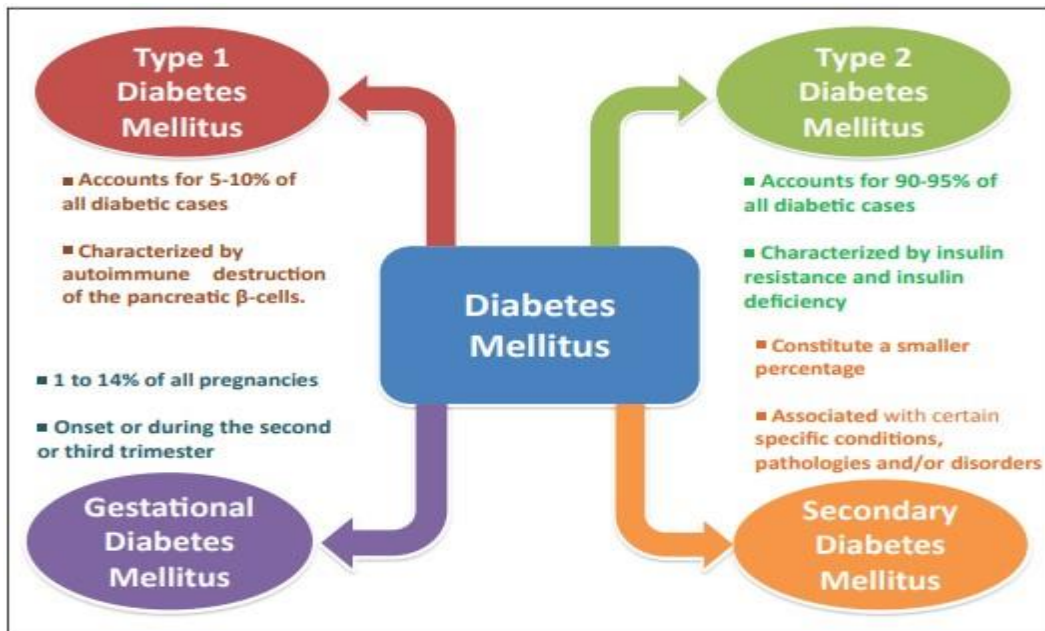 Type 1
Diabetes
Mellitus
■ Accounts for 5-10% of
all diabetic cases
■ Characterized by
autoimmune destruction
of the pancreatic β-cells.
Type 2
Diabetes
Mellitus
■ Accounts for 90-95% of
all diabetic cases
■ Characterized by insulin
resistance and insulin
deficiency
Diabetes
Mellitus
■ 1 to 14% of all pregnancies
■ Onset or during the second
or third trimester
Gestational
Diabetes
Mellitus
■ Constitute a smaller
percentage
■ Associated with certain
specific conditions,
pathologies and/or disorders
Secondary
Diabetes
Mellitus